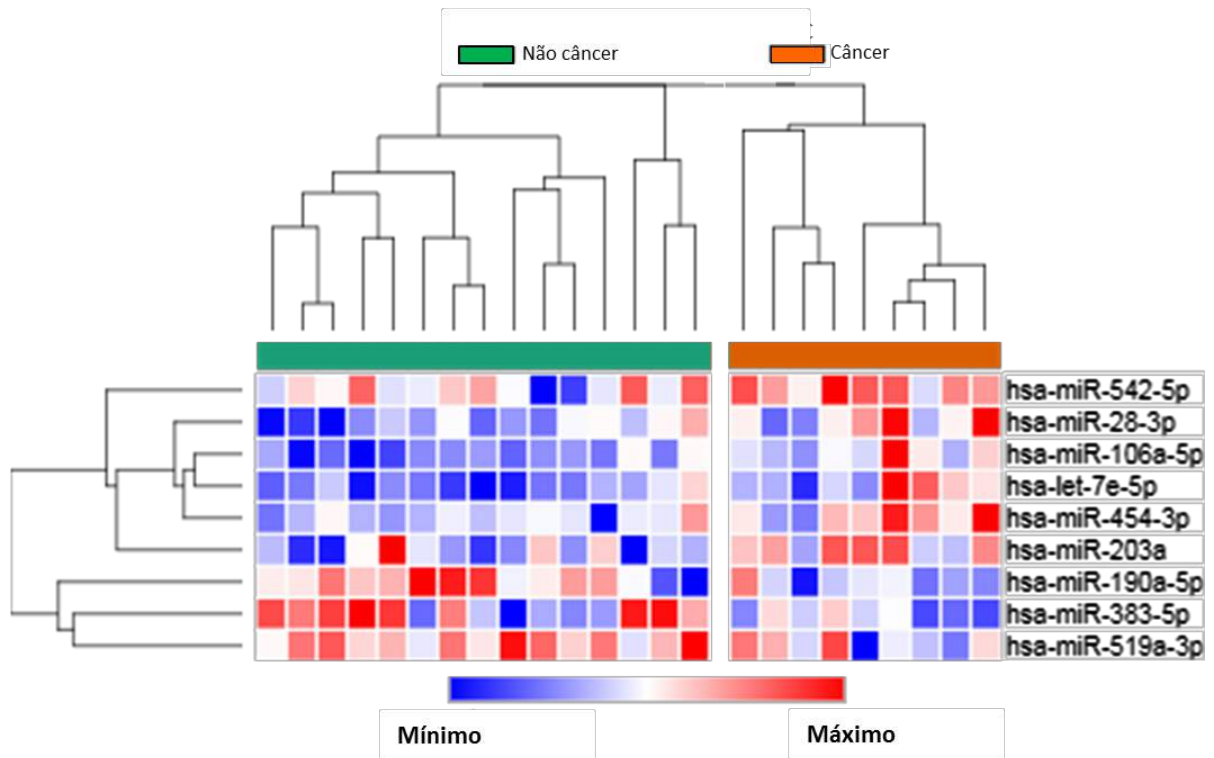 Não câncer
Câncer
hsa-miR-542-5p
hsa-miR-28-3p
hsa-miR-106a-5p
hsa-let-7e-5p
hsa-miR-454-3p
hsa-miR-203a
hsa-miR-190a-5p
hsa-miR-383-5p
hsa-miR-519a-3p
Mínimo
Máximo